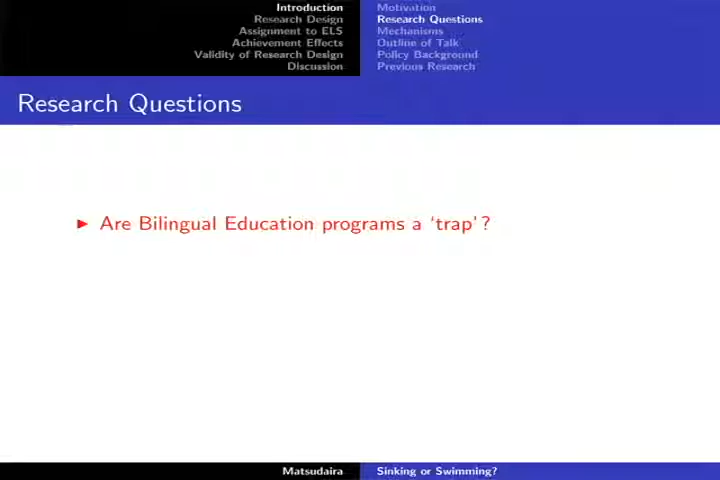 Introduction
Research Design
Assignment to ELS
Achievement Effects
Validity of Research Design
Discussion
Motivation
Research Questions
Mechanisms
Outline of Talk
Policy Background
Previous Research
Research Questions
Are Bilingual Education programs a ‘trap’?
Matsudaira
Sinking or Swimming?